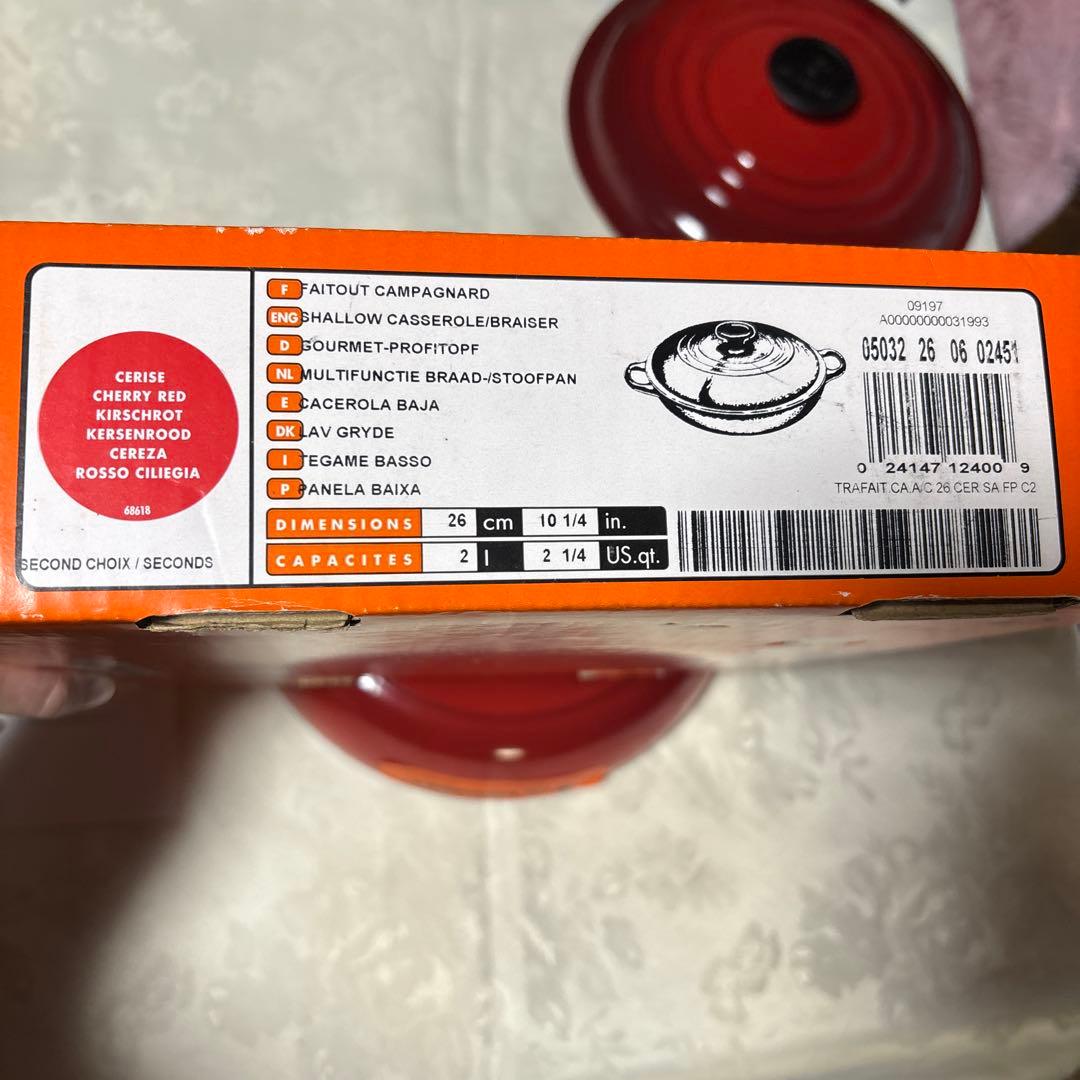 CERISE
CHERRY RED
KIRSCHROT
KERSENROOD
CEREZA
ROSSO CILIEGIA
68618
SECOND CHOIX / SECONDS
F FAITOUT CAMPAGNARD
ENG SHALLOW CASSEROLE/BRAISER
D GOURMET-PROFITOPF
NL MULTIFUNCTIE BRAAD-/STOOFPAN
E CACEROLA BAJA
DK LAV GRYDE
I TEGAME BASSO
P PANELA BAIXA
DIMENSIONS 26 cm 10 1/4 in.
CAPACITES 2 l 2 1/4 US.qt.
09197
A00000000031993
05032 26 06 02451
0 24147 12400 9
TRAFAIT CA.A/C 26 CER SA FP C2